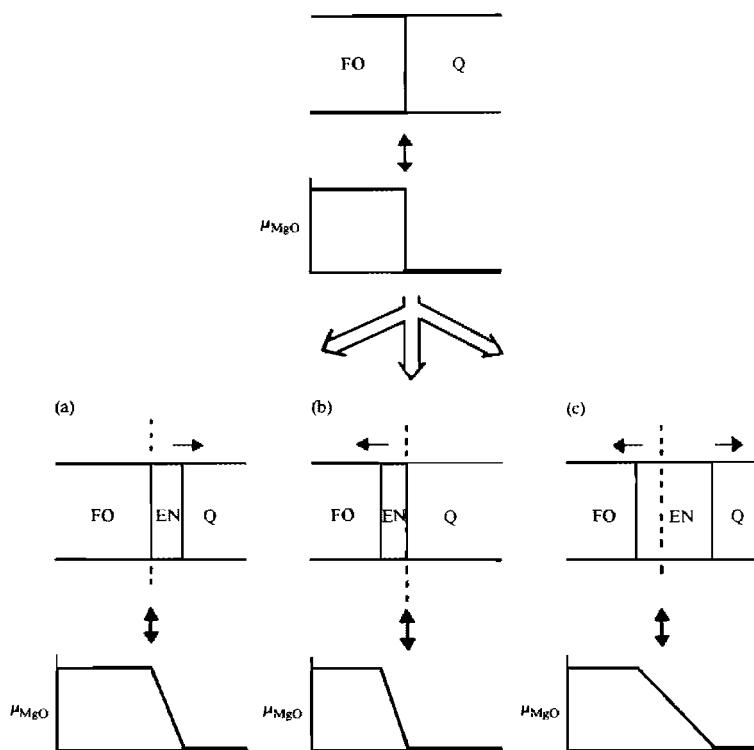 FO Q
μMgO
(a) (b) (c)
FO EN Q FO EN Q FO EN Q
μMgO μMgO μMgO